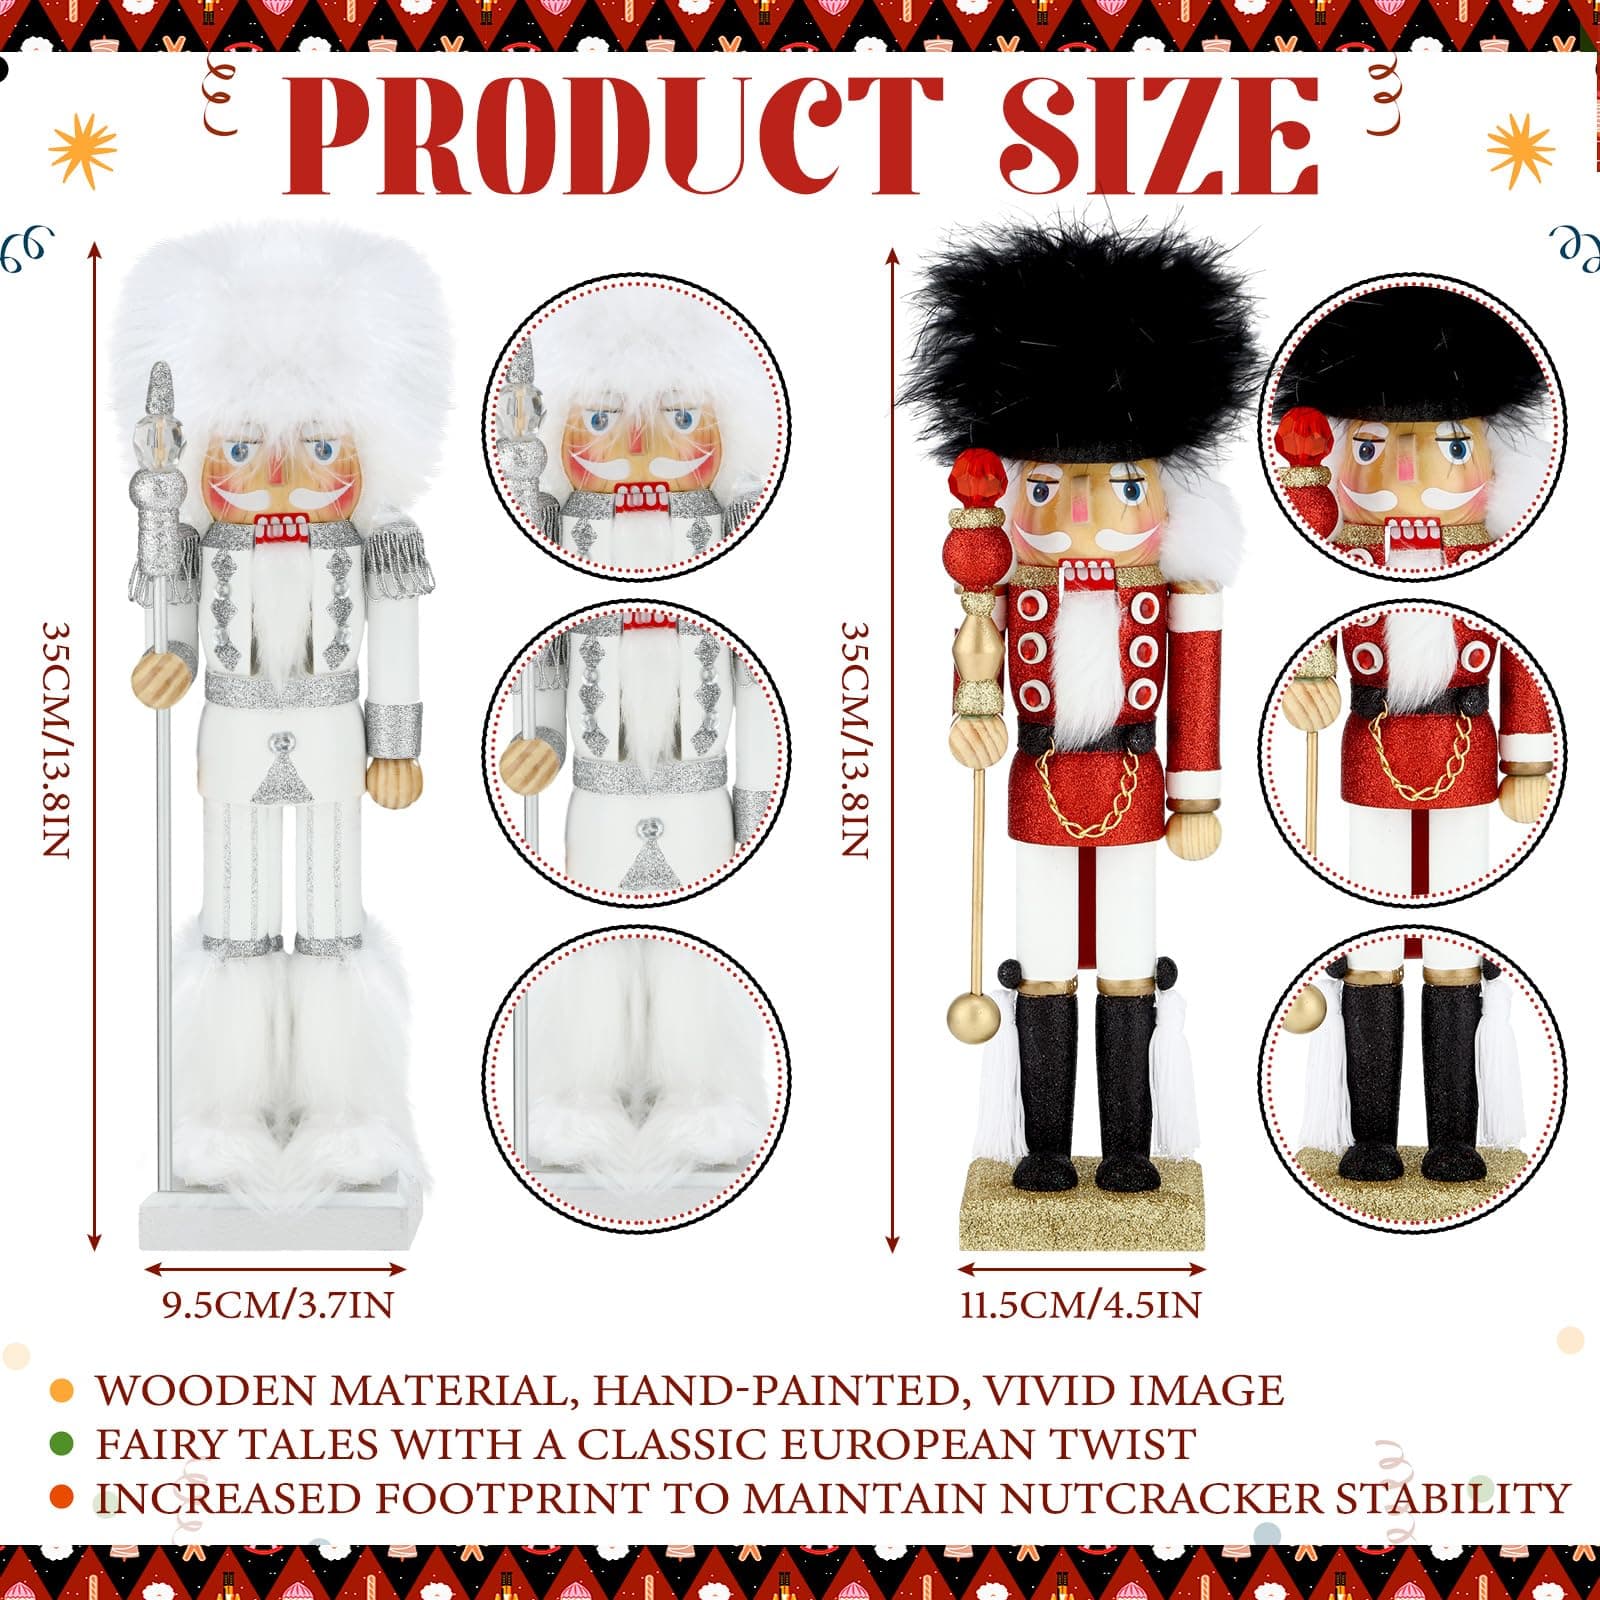 PRODUCT SIZE
35CM/13.8IN
35CM/13.8IN
9.5CM/3.7IN
11.5CM/4.5IN
WOODEN MATERIAL, HAND-PAINTED, VIVID IMAGE
FAIRY TALES WITH A CLASSIC EUROPEAN TWIST
INCREASED FOOTPRINT TO MAINTAIN NUTCRACKER STABILITY